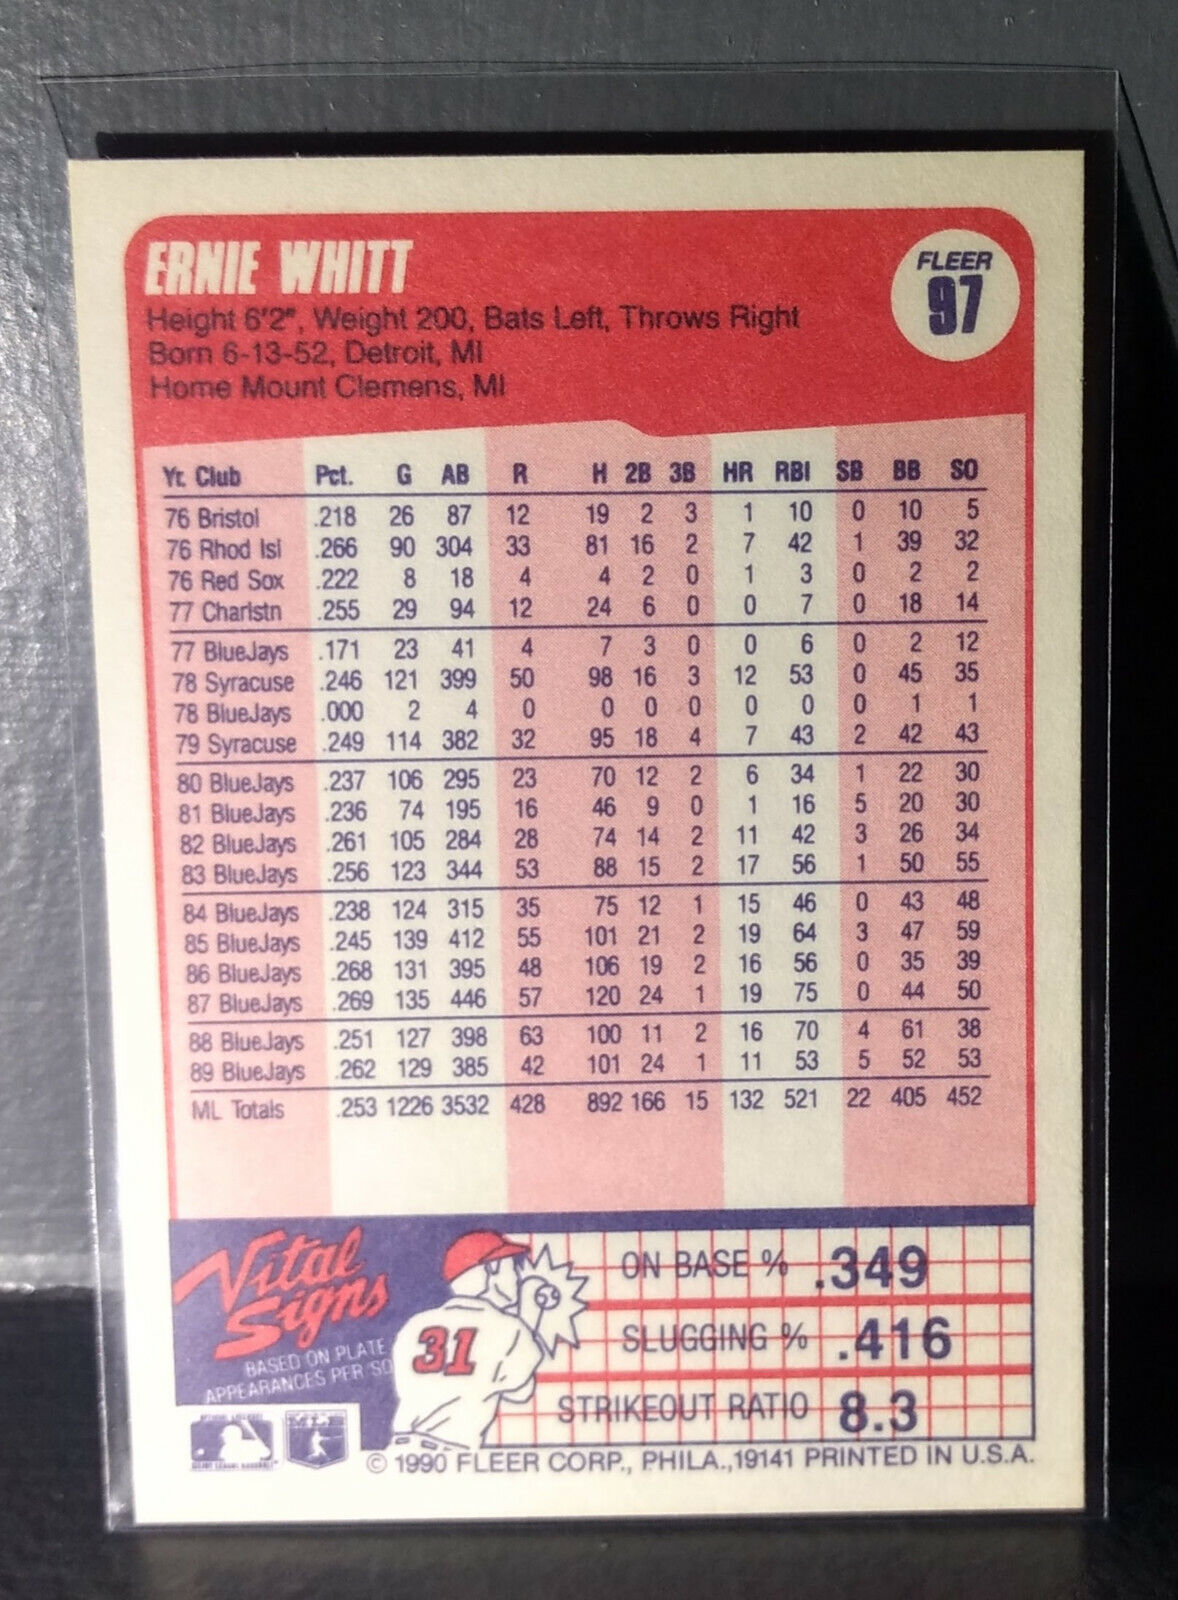 ERNIE WHITT
FLEER
97
Height 6'2", Weight 200, Bats Left, Throws Right
Born 6-13-52, Detroit, MI
Home Mount Clemens, MI
Yr. Club Pct. G AB R H 2B 3B HR RBI SB BB SO
76 Bristol .218 26 87 12 19 2 3 1 10 0 10 5
76 Rhod Isl .266 90 304 33 81 16 2 7 42 1 39 32
76 Red Sox .222 8 18 4 4 2 0 1 3 0 2 2
77 Charlstn .255 29 94 12 24 6 0 0 7 0 18 14
77 BlueJays .171 23 41 4 7 3 0 0 6 0 2 12
78 Syracuse .246 121 399 50 98 16 3 12 53 0 45 35
78 BlueJays .000 2 4 0 0 0 0 0 0 0 1 1
79 Syracuse .249 114 382 32 95 18 4 7 43 2 42 43
80 BlueJays .237 106 295 23 70 12 2 6 34 1 22 30
81 BlueJays .236 74 195 16 46 9 0 1 16 5 20 30
82 BlueJays .261 105 284 28 74 14 2 11 42 3 26 34
83 BlueJays .256 123 344 53 88 15 2 17 56 1 50 55
84 BlueJays .238 124 315 35 75 12 1 15 46 0 43 48
85 BlueJays .245 139 412 55 101 21 2 19 64 3 47 59
86 BlueJays .268 131 395 48 106 19 2 16 56 0 35 39
87 BlueJays .269 135 446 57 120 24 1 19 75 0 44 50
88 BlueJays .251 127 398 63 100 11 2 16 70 4 61 38
89 BlueJays .262 129 385 42 101 24 1 11 53 5 52 53
ML Totals .253 1226 3532 428 892 166 15 132 521 22 405 452
Vital
Signs
BASED ON PLATE
APPEARANCES PER SO
31
ON BASE % .349
SLUGGING % .416
STRIKEOUT RATIO 8.3
© 1990 FLEER CORP., PHILA., 19141 PRINTED IN U.S.A.